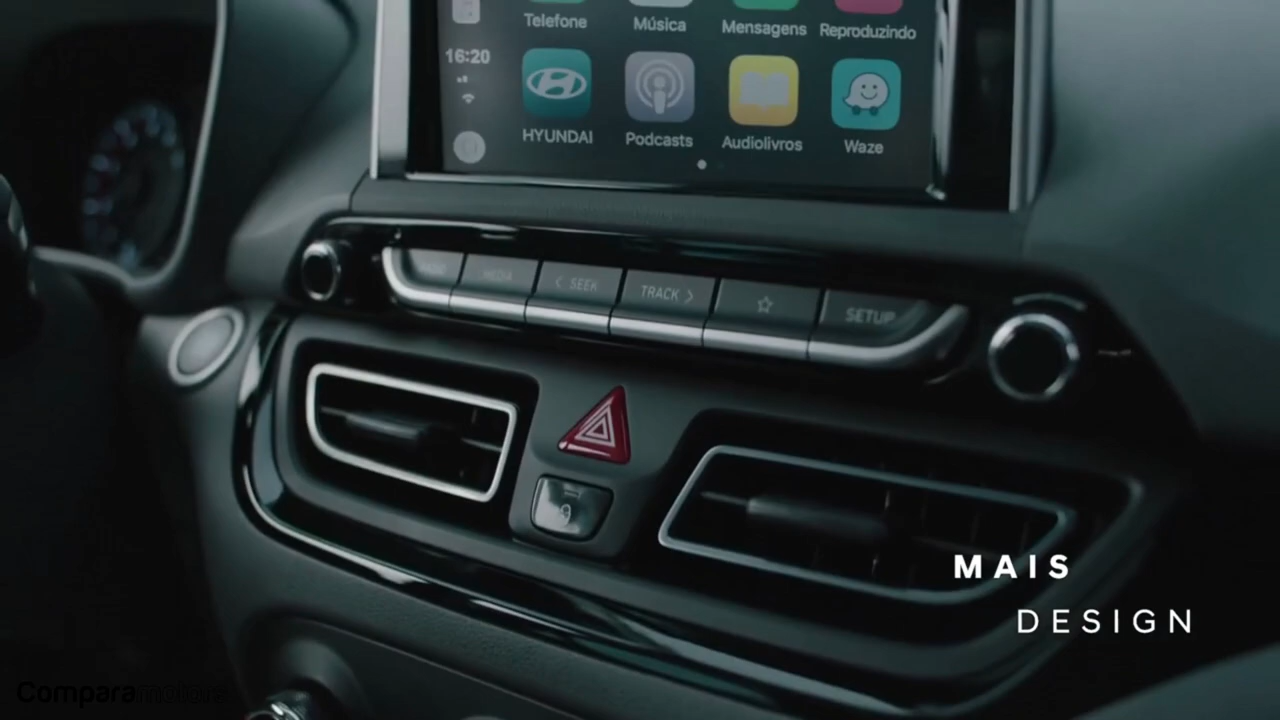 Telefone Música Mensagens Reproduzindo
16:20
HYUNDAI Podcasts Audiolivros Waze
MEDIA < SEEK TRACK > SETUP
MAIS
DESIGN
Compara